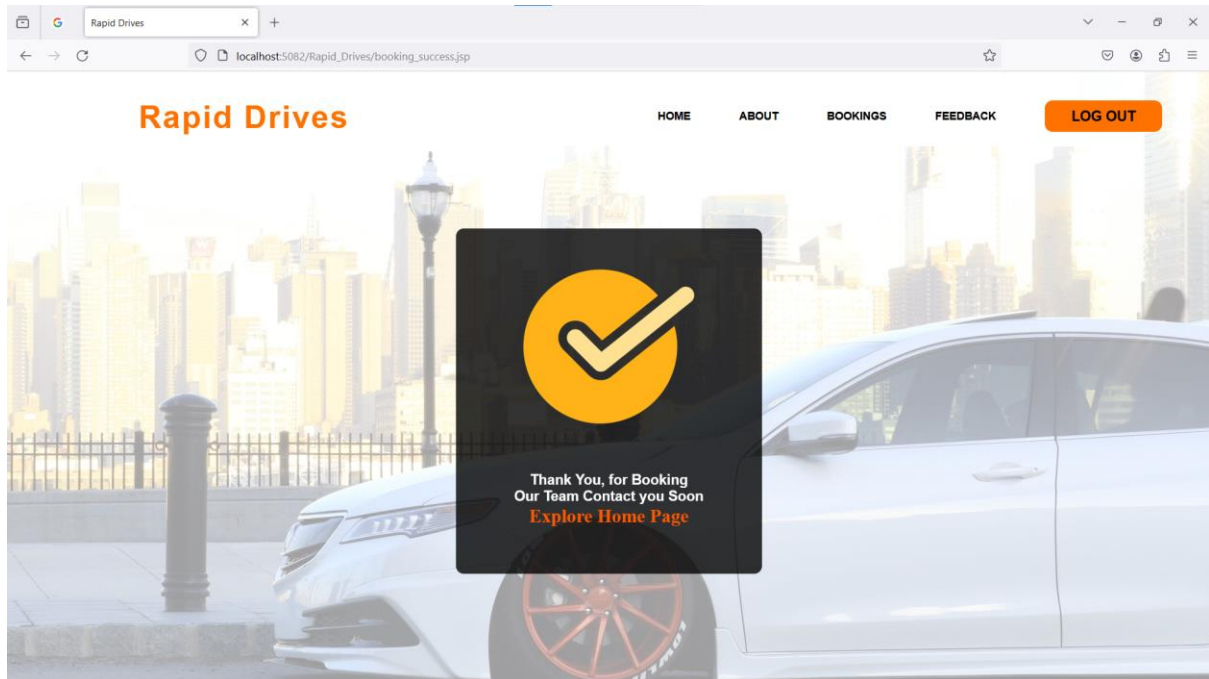 Rapid Drives
localhost:5082/Rapid_Drives/booking_success.jsp
Rapid Drives
HOME ABOUT BOOKINGS FEEDBACK LOG OUT
Thank You, for Booking
Our Team Contact you Soon
Explore Home Page